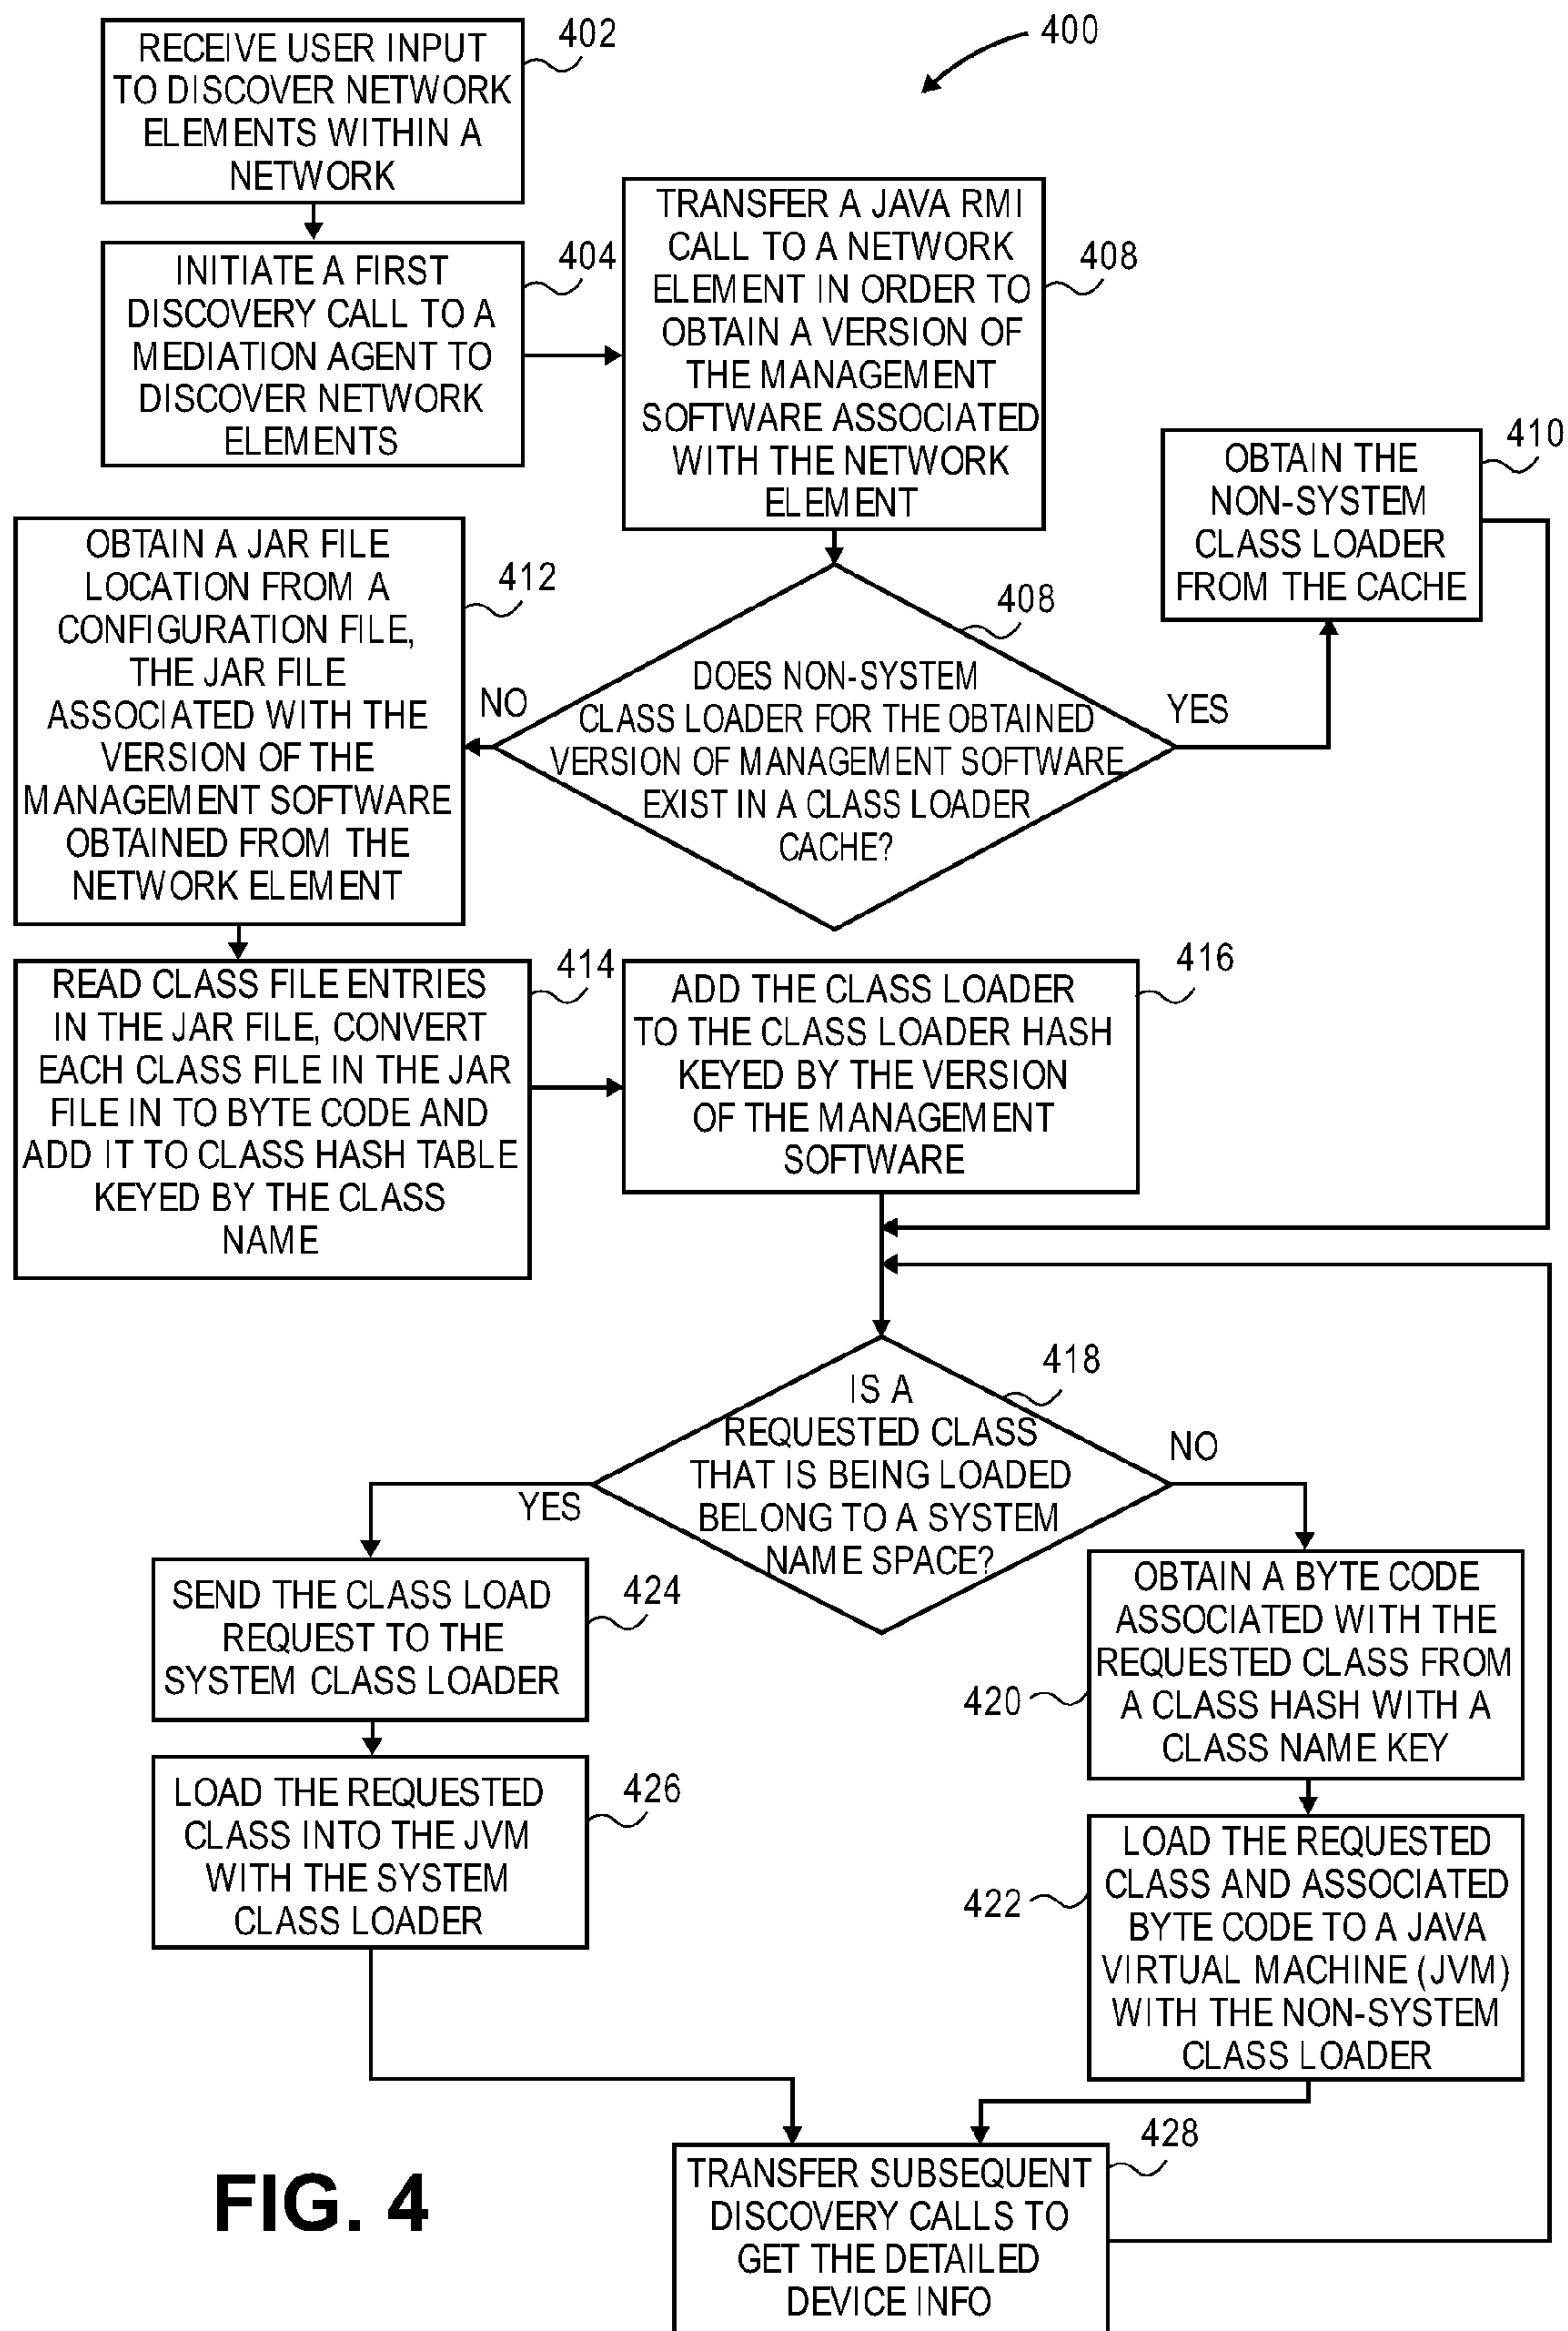 400
RECEIVE USER INPUT
TO DISCOVER NETWORK
ELEMENTS WITHIN A
NETWORK
402
INITIATE A FIRST
DISCOVERY CALL TO A
MEDIATION AGENT TO
DISCOVER NETWORK
ELEMENTS
404
TRANSFER A JAVA RMI
CALL TO A NETWORK
ELEMENT IN ORDER TO
OBTAIN A VERSION OF
THE MANAGEMENT
SOFTWARE ASSOCIATED
WITH THE NETWORK
ELEMENT
408
DOES NON-SYSTEM
CLASS LOADER FOR THE OBTAINED
VERSION OF MANAGEMENT SOFTWARE
EXIST IN A CLASS LOADER
CACHE?
408
YES
NO
OBTAIN THE
NON-SYSTEM
CLASS LOADER
FROM THE CACHE
410
OBTAIN A JAR FILE
LOCATION FROM A
CONFIGURATION FILE,
THE JAR FILE
ASSOCIATED WITH THE
VERSION OF THE
MANAGEMENT SOFTWARE
OBTAINED FROM THE
NETWORK ELEMENT
412
READ CLASS FILE ENTRIES
IN THE JAR FILE, CONVERT
EACH CLASS FILE IN THE JAR
FILE IN TO BYTE CODE AND
ADD IT TO CLASS HASH TABLE
KEYED BY THE CLASS
NAME
414
ADD THE CLASS LOADER
TO THE CLASS LOADER HASH
KEYED BY THE VERSION
OF THE MANAGEMENT
SOFTWARE
416
IS A
REQUESTED CLASS
THAT IS BEING LOADED
BELONG TO A SYSTEM
NAME SPACE?
418
YES
NO
SEND THE CLASS LOAD
REQUEST TO THE
SYSTEM CLASS LOADER
424
LOAD THE REQUESTED
CLASS INTO THE JVM
WITH THE SYSTEM
CLASS LOADER
426
OBTAIN A BYTE CODE
ASSOCIATED WITH THE
REQUESTED CLASS FROM
A CLASS HASH WITH A
CLASS NAME KEY
420
LOAD THE REQUESTED
CLASS AND ASSOCIATED
BYTE CODE TO A JAVA
VIRTUAL MACHINE (JVM)
WITH THE NON-SYSTEM
CLASS LOADER
422
TRANSFER SUBSEQUENT
DISCOVERY CALLS TO
GET THE DETAILED
DEVICE INFO
428
FIG. 4